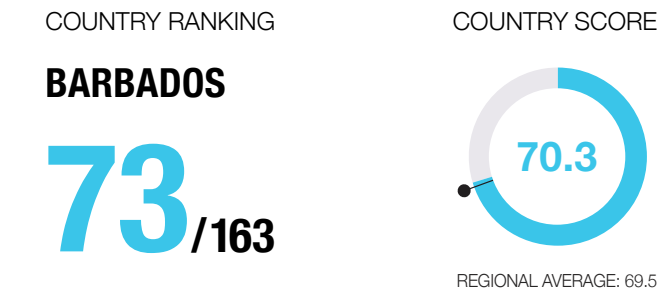 COUNTRY RANKING
BARBADOS
73/163
COUNTRY SCORE
70.3
REGIONAL AVERAGE: 69.5